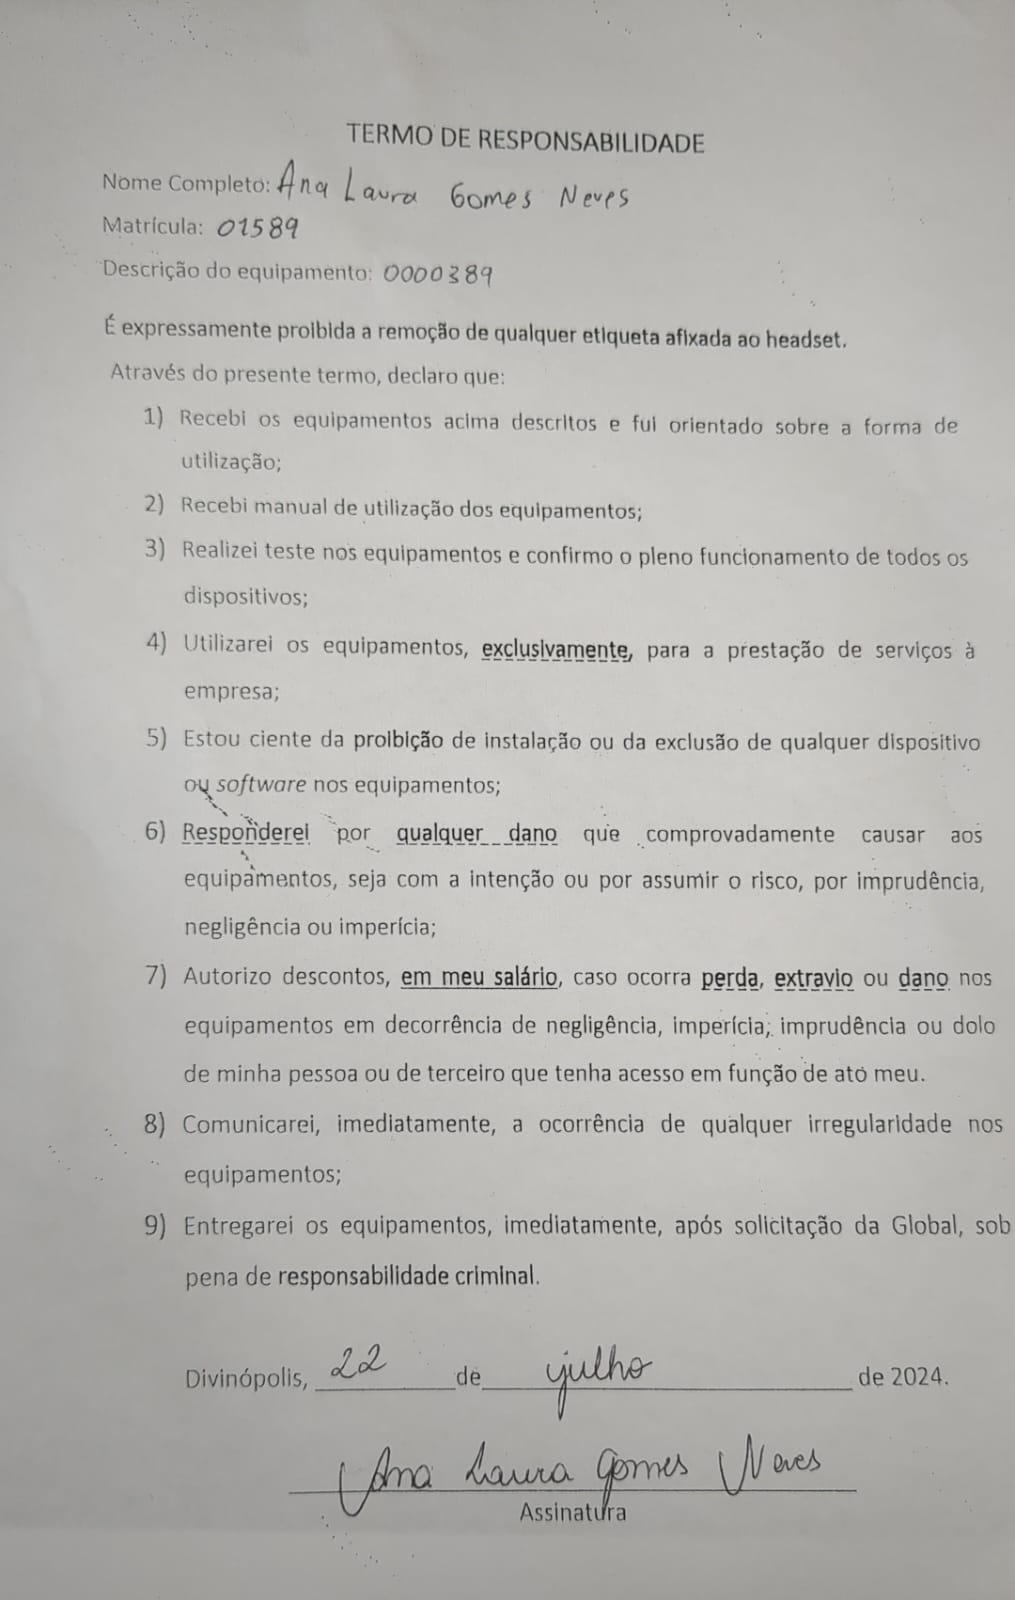 TERMO DE RESPONSABILIDADE
Nome Completo: Ana Laura Gomes Neves
Matrícula: 01589
Descrição do equipamento: 0000389
É expressamente proibida a remoção de qualquer etiqueta afixada ao headset.
Através do presente termo, declaro que:
1) Recebi os equipamentos acima descritos e fui orientado sobre a forma de
utilização;
2) Recebi manual de utilização dos equipamentos;
3) Realizei teste nos equipamentos e confirmo o pleno funcionamento de todos os
dispositivos;
4) Utilizarei os equipamentos, exclusivamente, para a prestação de serviços à
empresa;
5) Estou ciente da proibição de instalação ou da exclusão de qualquer dispositivo
ou software nos equipamentos;
6) Responderei por qualquer dano que comprovadamente causar aos
equipamentos, seja com a intenção ou por assumir o risco, por imprudência,
negligência ou imperícia;
7) Autorizo descontos, em meu salário, caso ocorra perda, extravio ou dano nos
equipamentos em decorrência de negligência, imperícia, imprudência ou dolo
de minha pessoa ou de terceiro que tenha acesso em função de ato meu.
8) Comunicarei, imediatamente, a ocorrência de qualquer irregularidade nos
equipamentos;
9) Entregarei os equipamentos, imediatamente, após solicitação da Global, sob
pena de responsabilidade criminal.
Divinópolis, 22 de julho de 2024.
Ana Laura Gomes Neves
Assinatura